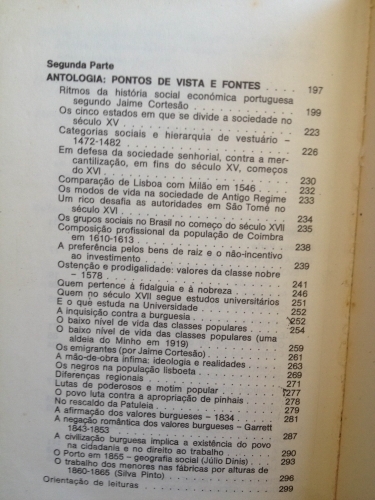 Segunda Parte
ANTOLOGIA: PONTOS DE VISTA E FONTES . . . . . 197
Ritmos da história social económica portuguesa
segundo Jaime Cortesão . . . . . 199
Os cinco estados em que se divide a sociedade no
século XV . . . . . 223
Categorias sociais e hierarquia de vestuário –
1472-1482 . . . . . 226
Em defesa da sociedade senhorial, contra a mer-
cantilização, em fins do século XV, começos
do XVI . . . . . 230
Comparação de Lisboa com Milão em 1546 . . . . . 232
Os modos de vida na sociedade de Antigo Regime 233
Um rico desafia as autoridades em São Tomé no
século XVI . . . . . 234
Os grupos sociais no Brasil no começo do século XVII 235
Composição profissional da população de Coimbra
em 1610-1613 . . . . . 238
A preferência pelos bens de raiz e o não-incentivo
ao investimento . . . . . 239
Ostenção e prodigalidade: valores da classe nobre
– 1578 . . . . . 241
Quem pertence à fidalguia e à nobreza . . . . . 246
Quem no século XVII segue estudos universitários 251
E o que estuda na Universidade . . . . . 252
A inquisição contra a burguesia . . . . . 252
O baixo nível de vida das classes populares . . . . . 254
O baixo nível de vida das classes populares (uma
aldeia do Minho em 1919) . . . . . 259
Os emigrantes (por Jaime Cortesão) . . . . . 261
A mão-de-obra ínfima: ideologia e realidades . . . . . 263
Os negros na população lisboeta . . . . . 269
Diferenças regionais . . . . . 271
Lutas de poderosos e motim popular . . . . . 277
O povo luta contra a apropriação de pinhais . . . . . 278
No rescaldo da Patuleia . . . . . 279
A afirmação dos valores burgueses – 1834 . . . . . 281
A negação romântica dos valores burgueses – Garrett
1843-1853 . . . . . 287
A civilização burguesa implica a existência do povo
na cidadania e no direito ao trabalho . . . . . 290
O Porto em 1855 – geografia social (Júlio Dinis) . . . . . 293
O trabalho dos menores nas fábricas por alturas de
1860-1865 (Silva Pinto) . . . . . 296
Orientação de leituras . . . . . 299